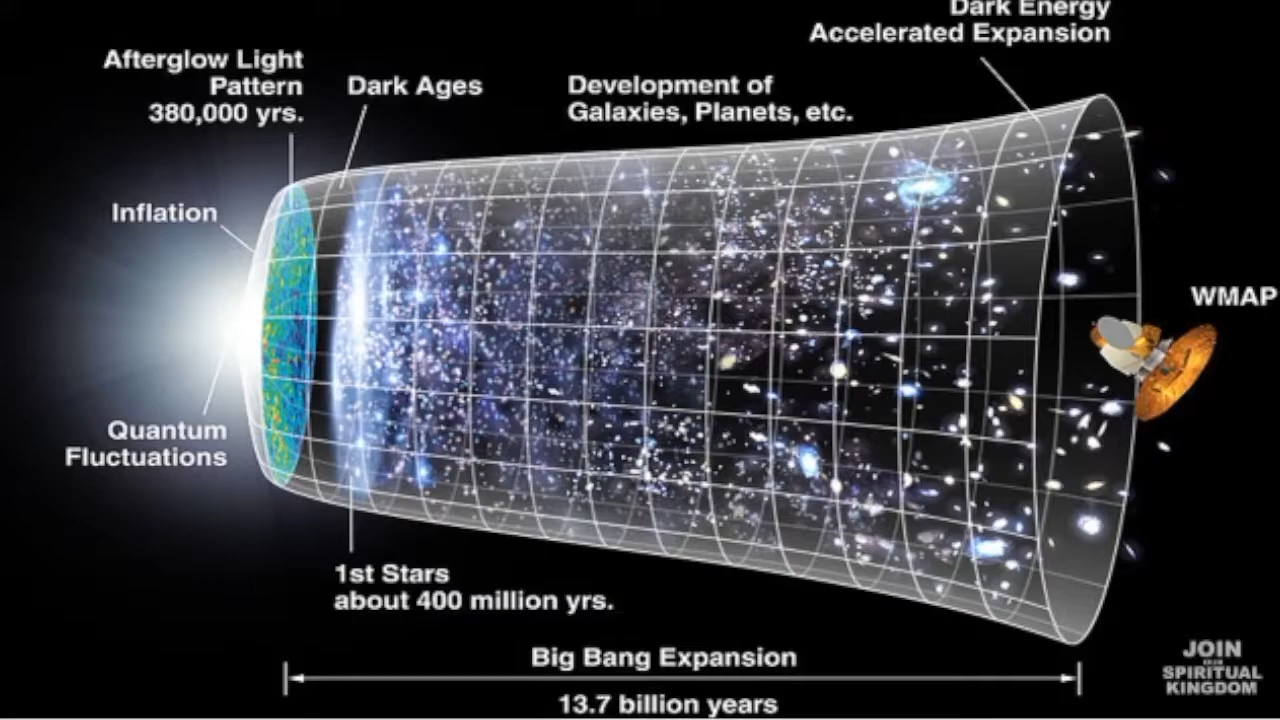 Dark Energy
Accelerated Expansion
Afterglow Light
Pattern
380,000 yrs.
Dark Ages
Development of
Galaxies, Planets, etc.
Inflation
WMAP
Quantum
Fluctuations
1st Stars
about 400 million yrs.
Big Bang Expansion
13.7 billion years
JOIN
SPIRITUAL
KINGDOM